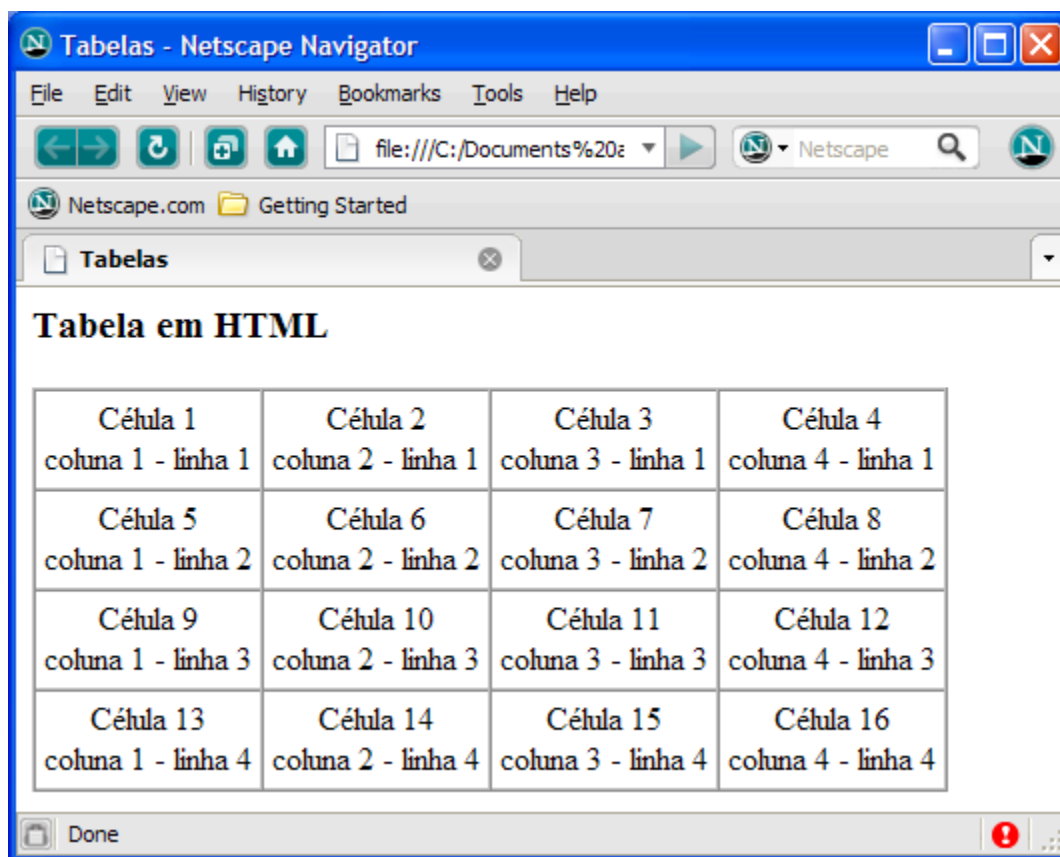 Tabelas - Netscape Navigator
File Edit View History Bookmarks Tools Help
file:///C:/Documents%20a Netscape
Netscape.com Getting Started
Tabelas
Tabela em HTML
Célula 1 Célula 2 Célula 3 Célula 4
coluna 1 - linha 1 coluna 2 - linha 1 coluna 3 - linha 1 coluna 4 - linha 1
Célula 5 Célula 6 Célula 7 Célula 8
coluna 1 - linha 2 coluna 2 - linha 2 coluna 3 - linha 2 coluna 4 - linha 2
Célula 9 Célula 10 Célula 11 Célula 12
coluna 1 - linha 3 coluna 2 - linha 3 coluna 3 - linha 3 coluna 4 - linha 3
Célula 13 Célula 14 Célula 15 Célula 16
coluna 1 - linha 4 coluna 2 - linha 4 coluna 3 - linha 4 coluna 4 - linha 4
Done